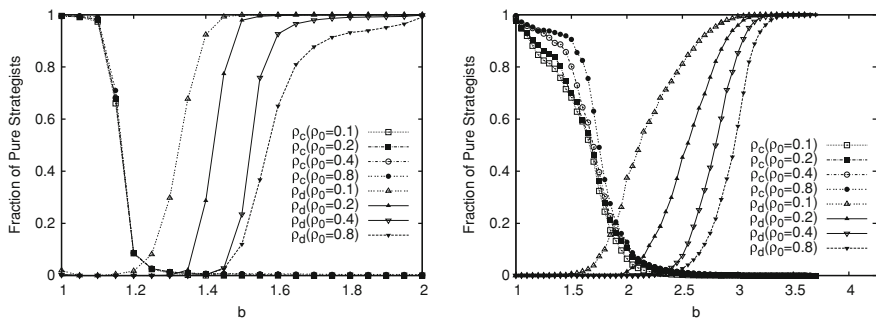 Fraction of Pure Strategists
1
0.8
0.6
0.4
0.2
0
1
1.2
1.4
1.6
1.8
2
b
ρc(ρ0=0.1)
ρc(ρ0=0.2)
ρc(ρ0=0.4)
ρc(ρ0=0.8)
ρd(ρ0=0.1)
ρd(ρ0=0.2)
ρd(ρ0=0.4)
ρd(ρ0=0.8)
Fraction of Pure Strategists
1
0.8
0.6
0.4
0.2
0
1
1.5
2
2.5
3
3.5
4
b
ρc(ρ0=0.1)
ρc(ρ0=0.2)
ρc(ρ0=0.4)
ρc(ρ0=0.8)
ρd(ρ0=0.1)
ρd(ρ0=0.2)
ρd(ρ0=0.4)
ρd(ρ0=0.8)